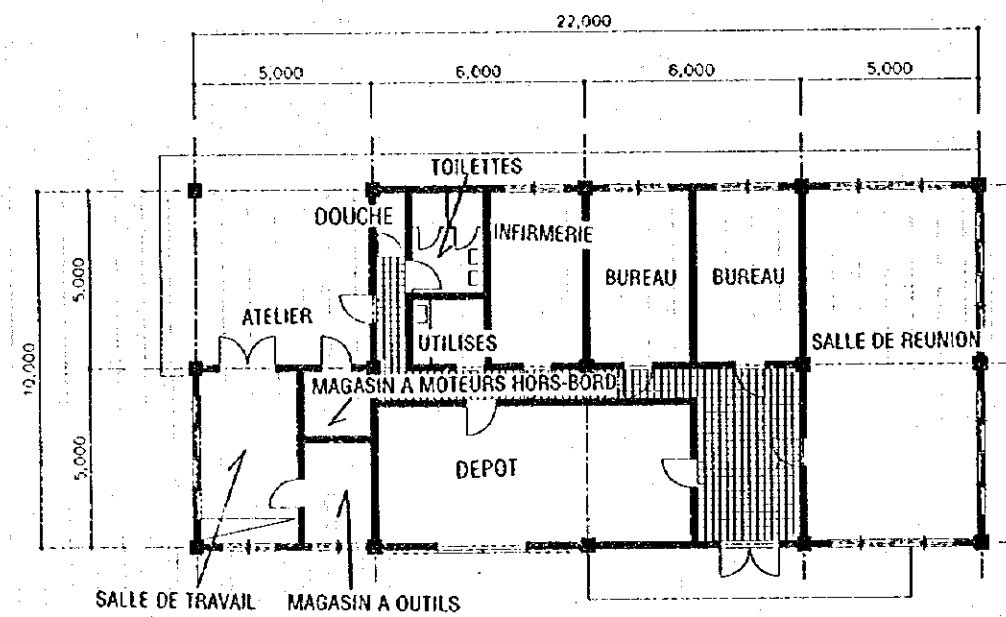 22,000
5,000 6,000 6,000 5,000
TOILETTES
DOUCHE
INFIRMERIE
5,000
BUREAU BUREAU
ATELIER
UTILISES
SALLE DE REUNION
10,000
MAGASIN A MOTEURS HORS-BORD
5,000
DEPOT
SALLE DE TRAVAIL MAGASIN A OUTILS